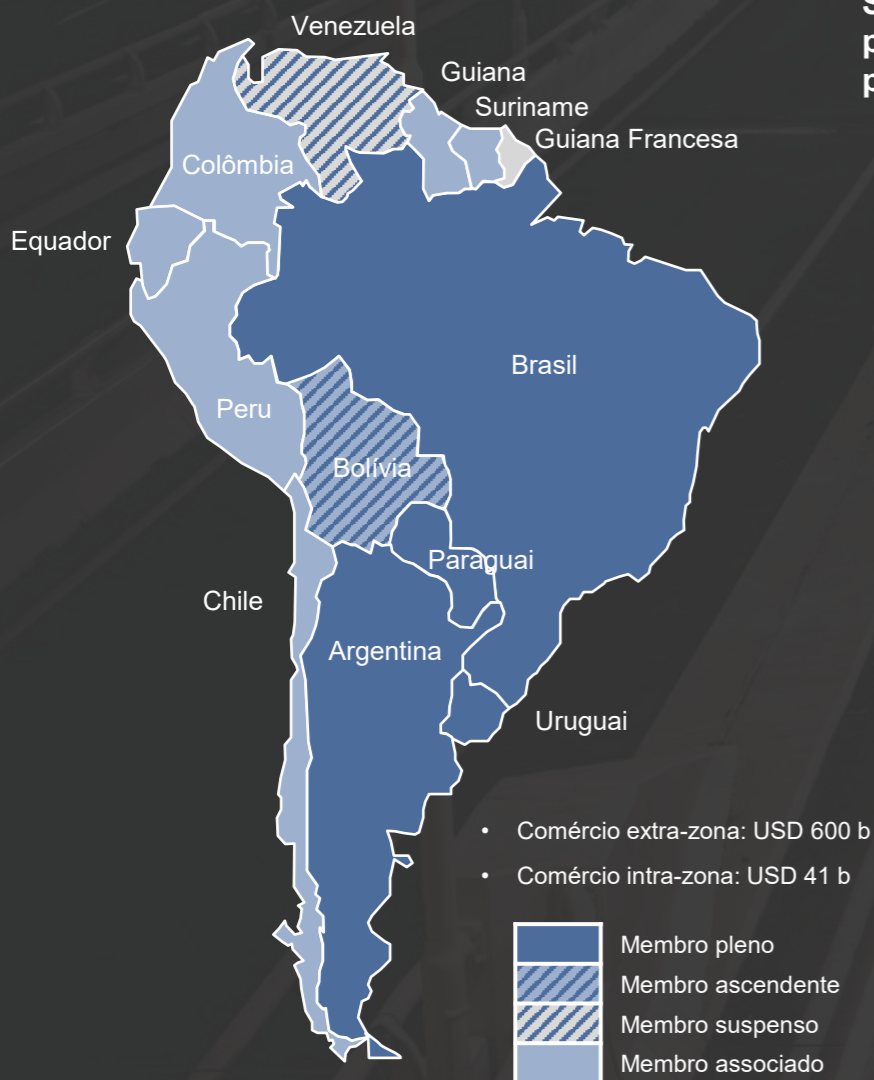 Venezuela
Guiana
Suriname
Guiana Francesa
Colômbia
Equador
Brasil
Peru
Bolívia
Paraguai
Chile
Argentina
Uruguai
• Comércio extra-zona: USD 600 b
• Comércio intra-zona: USD 41 b
Membro pleno
Membro ascendente
Membro suspenso
Membro associado